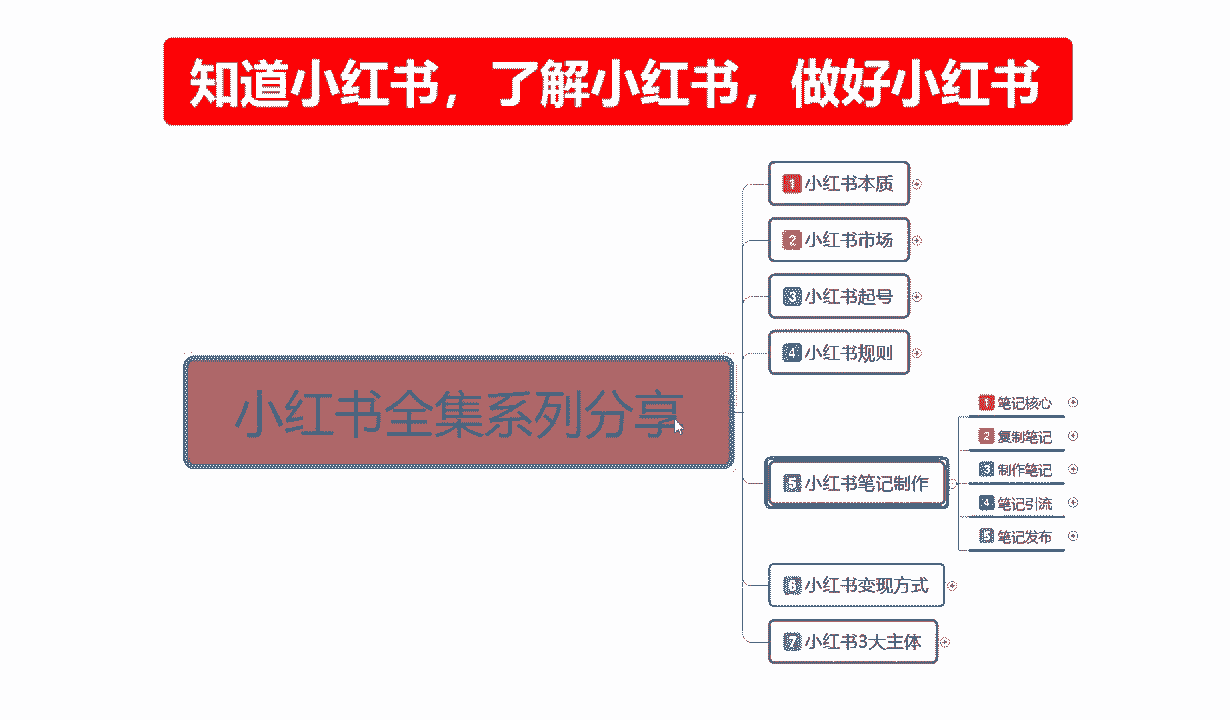 知道小红书，了解小红书，做好小红书
小红书全集系列分享
1 小红书本质
2 小红书市场
3 小红书起号
4 小红书规则
5 小红书笔记制作
1 笔记核心
2 复制笔记
3 制作笔记
4 笔记引流
5 笔记发布
6 小红书变现方式
7 小红书3大主体